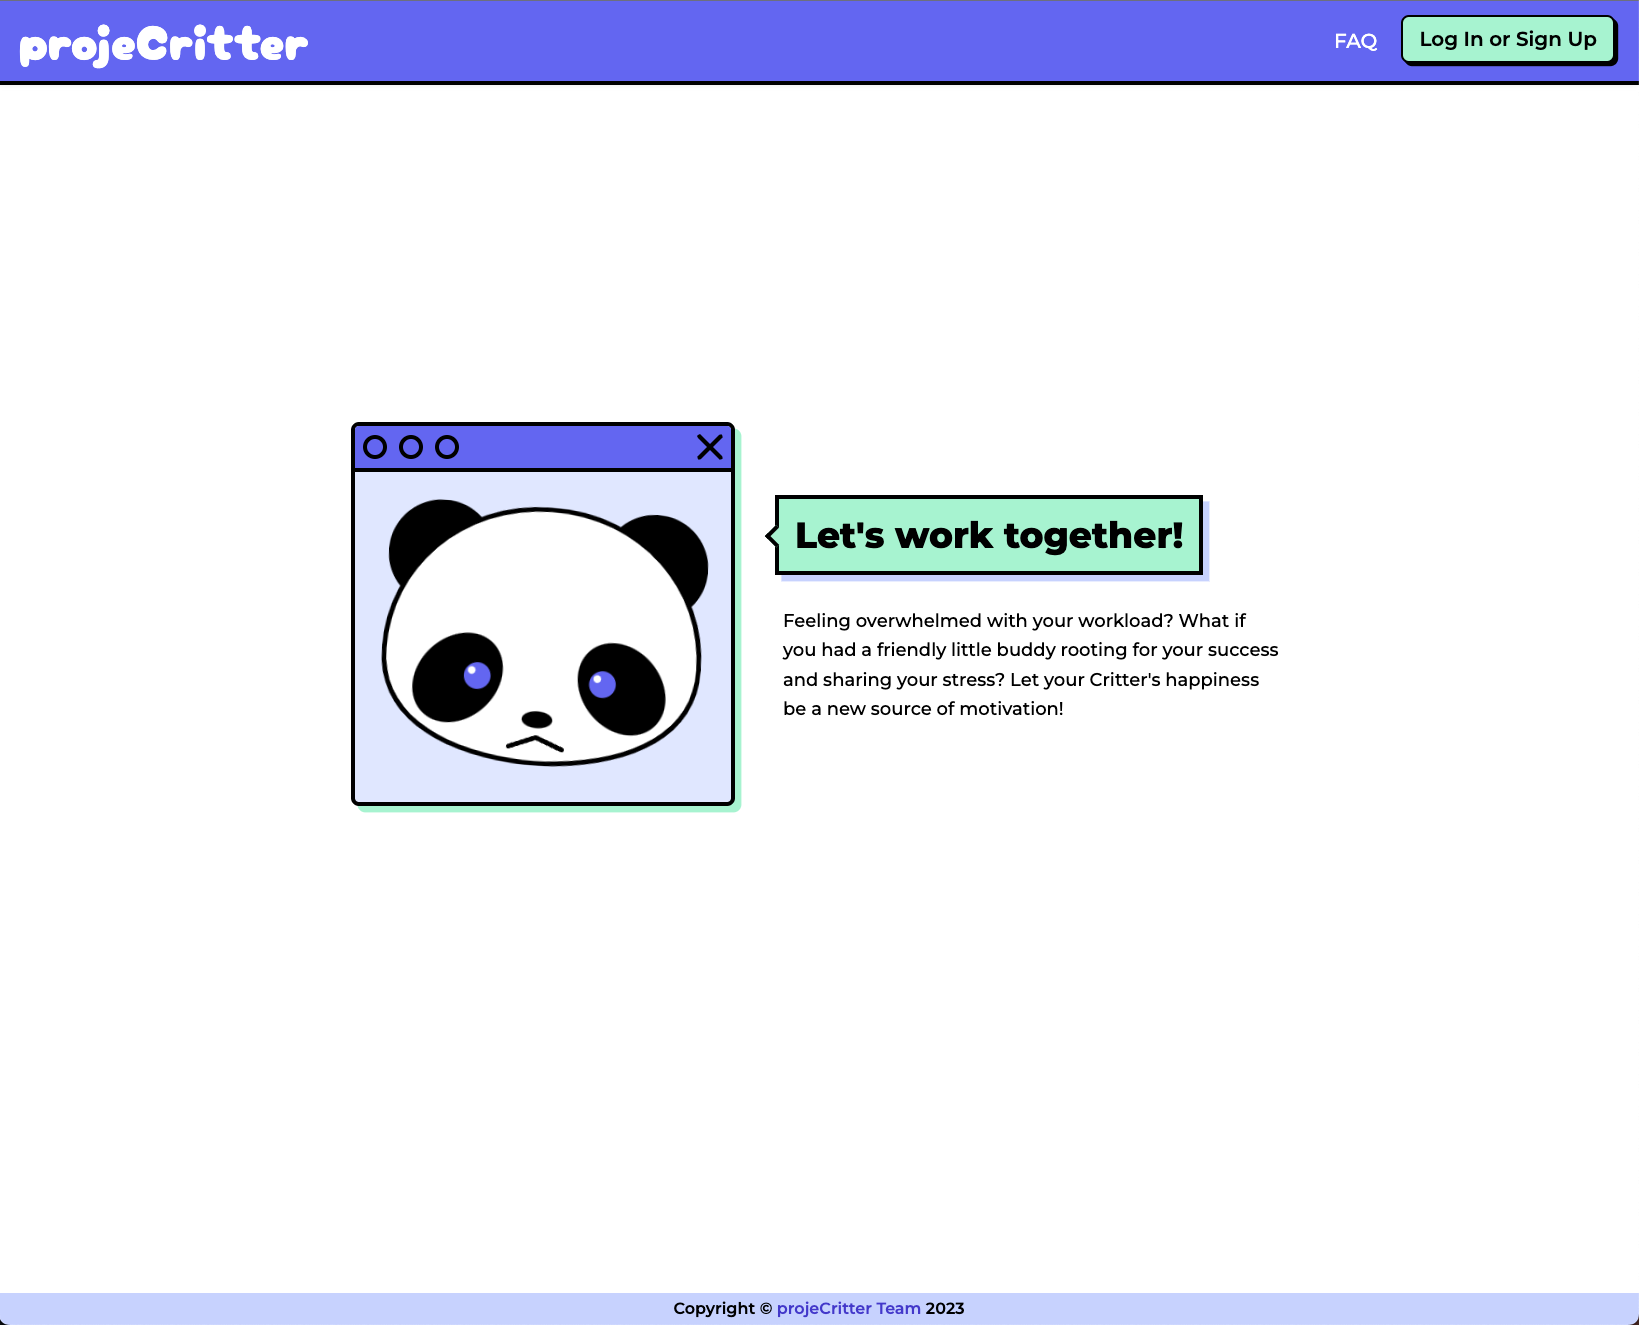 projeCritter
FAQ
Log In or Sign Up
Let's work together!
Feeling overwhelmed with your workload? What if
you had a friendly little buddy rooting for your success
and sharing your stress? Let your Critter's happiness
be a new source of motivation!
Copyright © projeCritter Team 2023